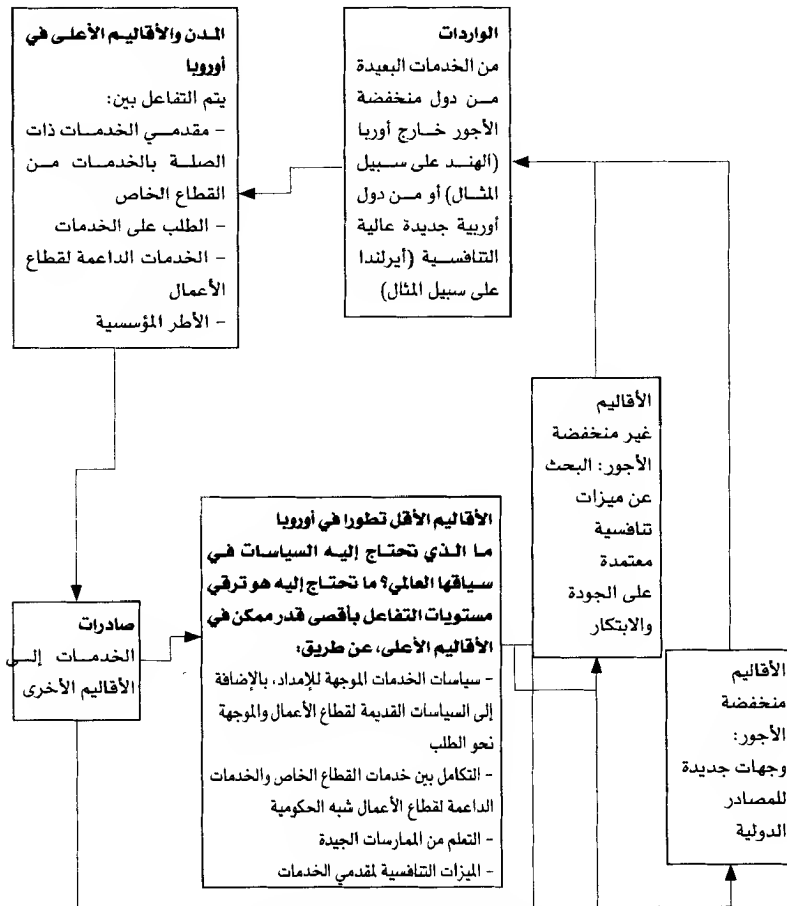 المدن والأقاليم الأعلى في
أوروبا
يتم التفاعل بين:
– مقدمي الخدمات ذات
الصلة بالخدمات من
القطاع الخاص
– الطلب على الخدمات
– الخدمات الداعمة لقطاع
الأعمال
– الأطر المؤسسية
الواردات
من الخدمات البعيدة
من دول منخفضة
الأجور خارج أوربا
(الهند على سبيل
المثال) أو من دول
أوربية جديدة عالية
التنافسية (أيرلندا
على سبيل المثال)
الأقاليم
غير منخفضة
الأجور: البحث
عن ميزات
تنافسية
معتمدة
على الجودة
والابتكار
الأقاليم الأقل تطورا في أوروبا
ما الذي تحتاج إليه السياسات في
سياقها العالمي؟ ما تحتاج إليه هو ترقي
مستويات التفاعل بأقصى قدر ممكن في
الأقاليم الأعلى، عن طريق:
– سياسات الخدمات الموجهة للإمداد، بالإضافة
إلى السياسات القديمة لقطاع الأعمال والموجهة
نحو الطلب
– التكامل بين خدمات القطاع الخاص والخدمات
الداعمة لقطاع الأعمال شبه الحكومية
– التعلم من الممارسات الجيدة
– الميزات التنافسية لمقدمي الخدمات
صادرات
الخدمات إلى
الأقاليم الأخرى
الأقاليم
منخفضة
الأجور:
وجهات جديدة
للمصادر
الدولية